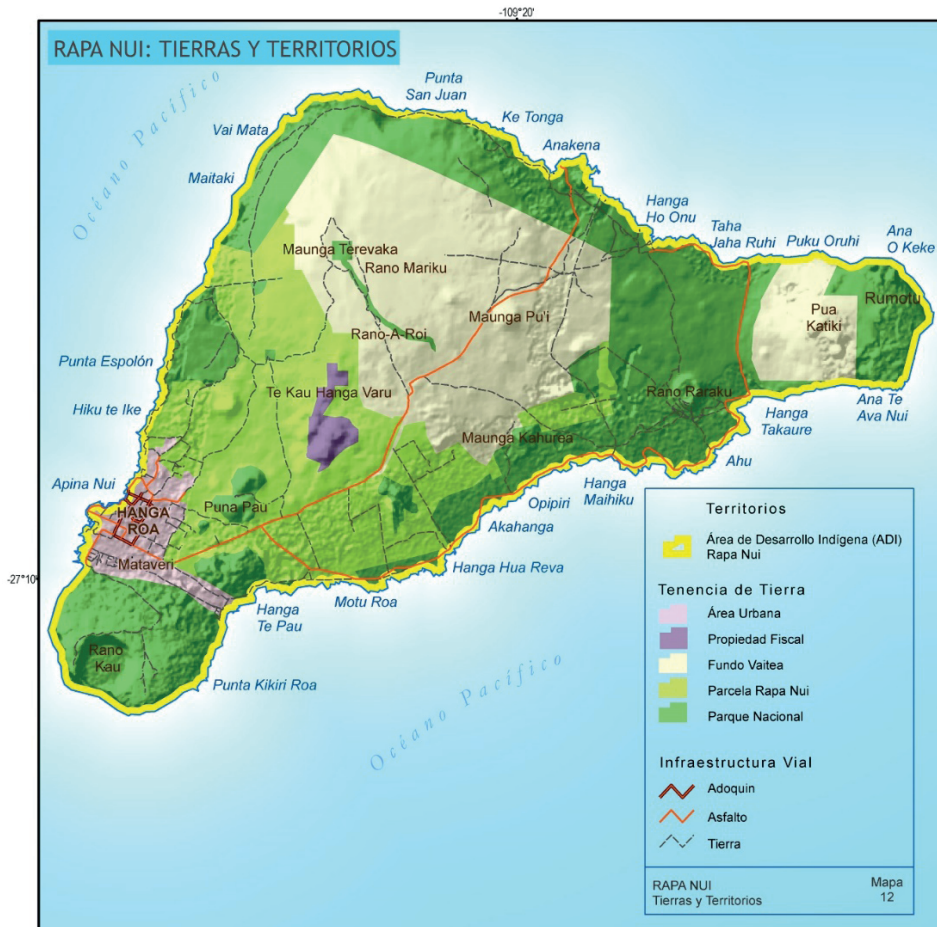 -109°20'
RAPA NUI: TIERRAS Y TERRITORIOS
Océano Pacífico
Punta
San Juan
Ke Tonga
Vai Mata
Anakena
Maitaki
Hanga
Ho Onu
Taha
Jaha Ruhi
Puku Oruhi
Ana
O Keke
Maunga Terevaka
Rano Mariku
Rumotu
Pua
Katiki
Maunga Pu'i
Rano-A-Roi
Punta Espolón
Te Kau Hanga Varu
Rano Raraku
Hiku te Ike
Hanga
Takaure
Ana Te
Ava Nui
Maunga Kahurea
Ahu
Apina Nui
Hanga
Maihiku
Opipiri
Puna Pau
HANGA
ROA
Akahanga
Mataveri
Hanga Hua Reva
-27°10'
Motu Roa
Hanga
Te Pau
Rano
Kau
Punta Kikiri Roa
Océano Pacífico
Territorios
Área de Desarrollo Indígena (ADI)
Rapa Nui
Tenencia de Tierra
Área Urbana
Propiedad Fiscal
Fundo Vaitea
Parcela Rapa Nui
Parque Nacional
Infraestructura Vial
Adoquin
Asfalto
Tierra
RAPA NUI
Tierras y Territorios
Mapa
12